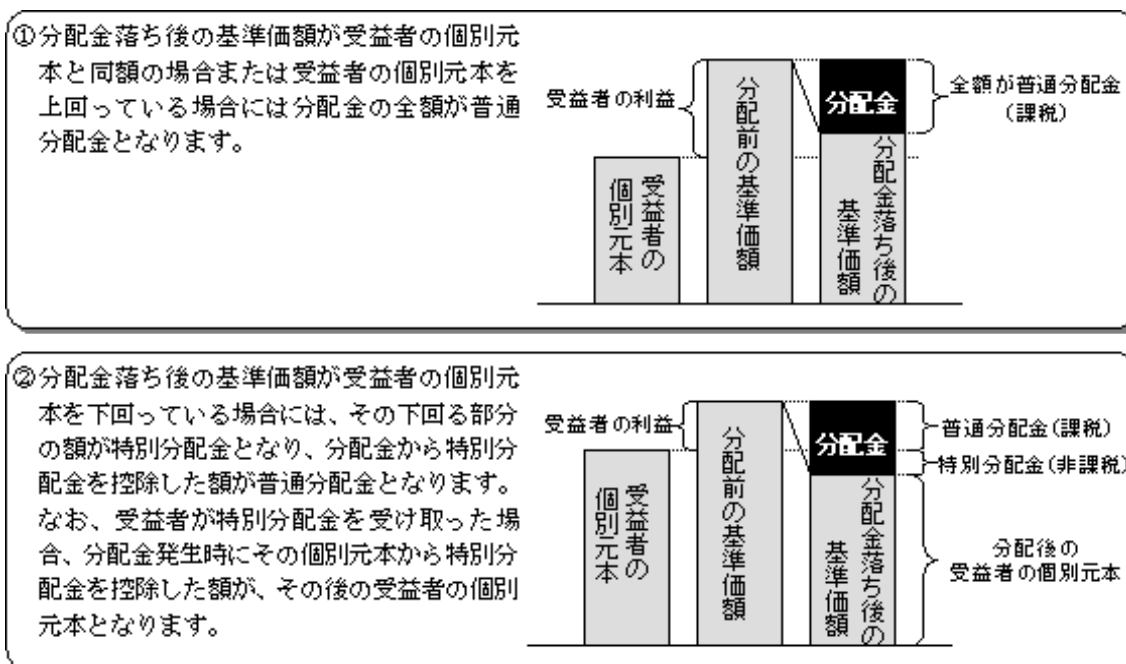 ①分配金落ち後の基準価額が受益者の個別元
本と同額の場合または受益者の個別元本を
上回っている場合には分配金の全額が普通
分配金となります。
受益者の利益
受益者の
個別元本
分配前の基準価額
分配金
分配金落ち後の
基準価額
全額が普通分配金
(課税)
②分配金落ち後の基準価額が受益者の個別元
本を下回っている場合には、その下回る部分
の額が特別分配金となり、分配金から特別分
配金を控除した額が普通分配金となります。
なお、受益者が特別分配金を受け取った場
合、分配金発生時にその個別元本から特別分
配金を控除した額が、その後の受益者の個別
元本となります。
受益者の利益
受益者の
個別元本
分配前の基準価額
分配金
分配金落ち後の
基準価額
普通分配金(課税)
特別分配金(非課税)
分配後の
受益者の個別元本